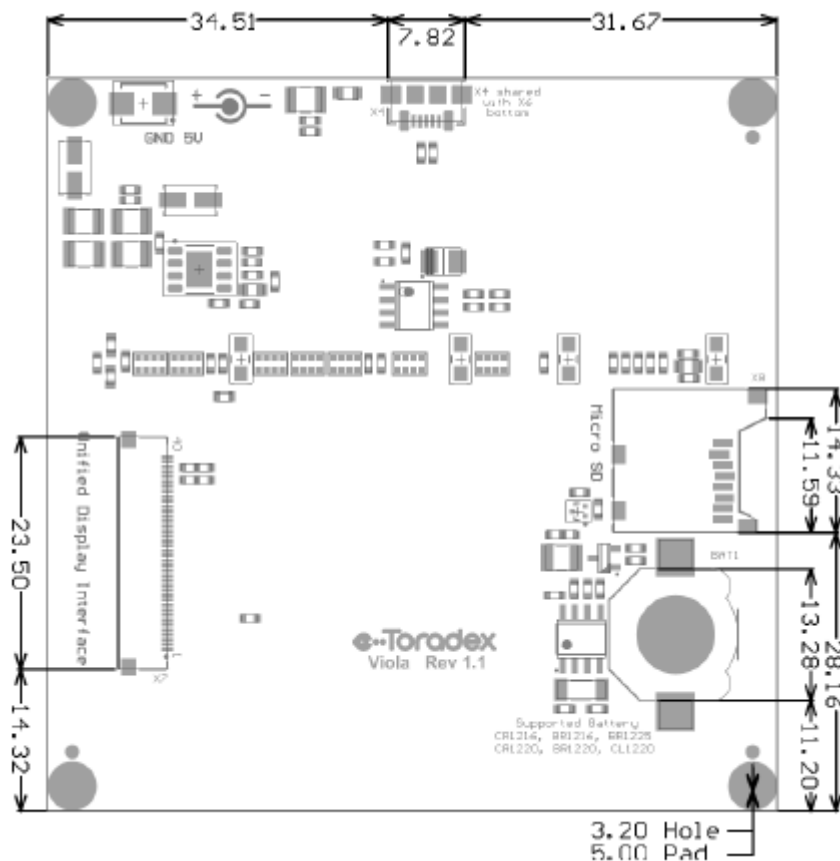 34.51
7.82
31.67
+ -
GND 5V
X4
X4 shared
with X6
bottom
X8
Micro SD
14.33
11.59
40
Unified Display Interface
1
X7
23.50
14.32
BAT1
13.28
28.16
11.20
Toradex
Viola Rev 1.1
Supported Battery
CR1216, BR1216, BR1225
CR1220, BR1220, CL1220
3.20 Hole
5.00 Pad